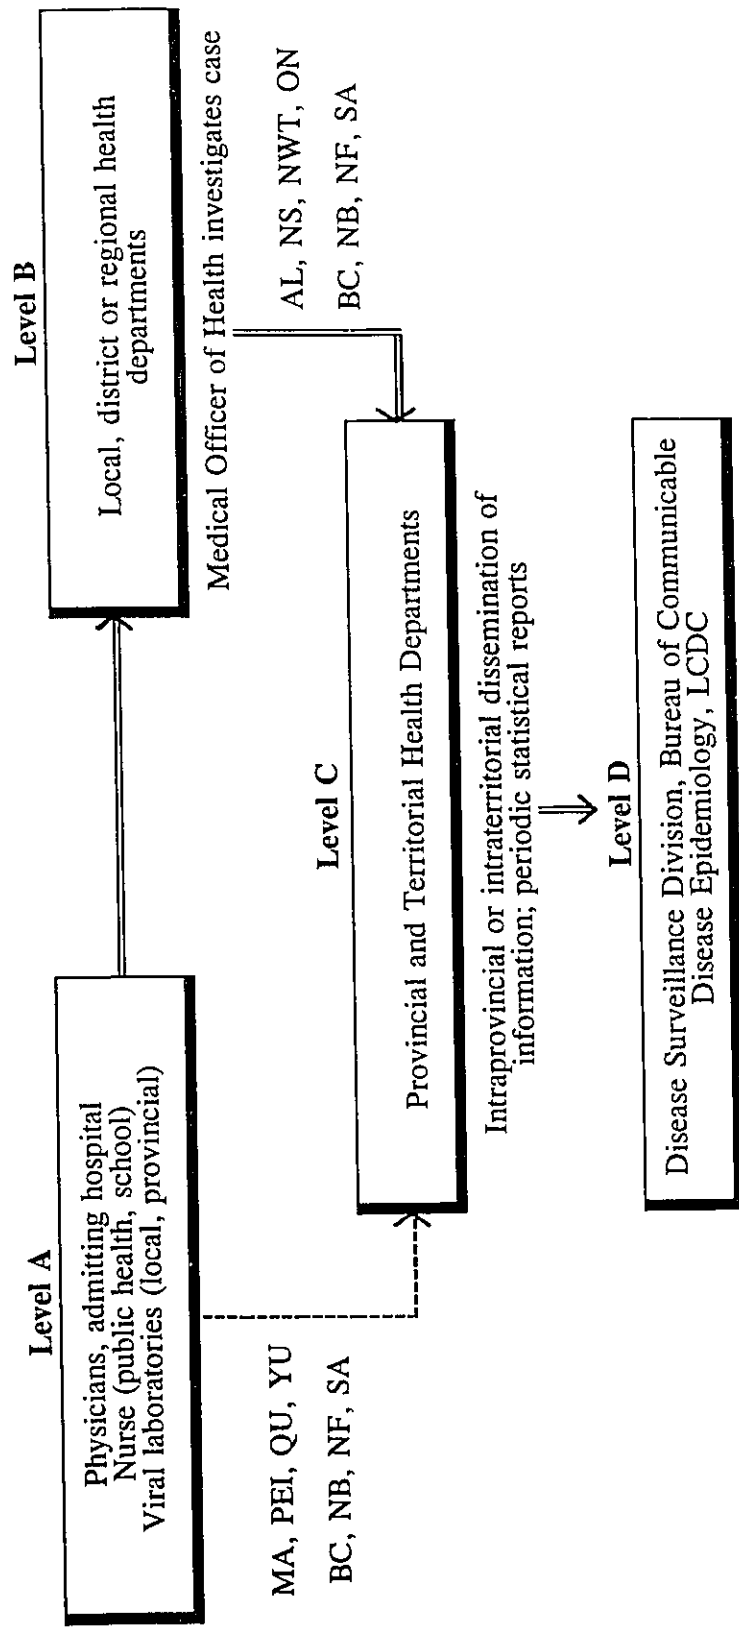 Level A
Physicians, admitting hospital
Nurse (public health, school)
Viral laboratories (local, provincial)
MA, PEI, QU, YU
BC, NB, NF, SA
Level B
Local, district or regional health
departments
Medical Officer of Health investigates case
AL, NS, NWT, ON
BC, NB, NF, SA
Level C
Provincial and Territorial Health Departments
Intraprovincial or intraterritorial dissemination of
information; periodic statistical reports
Level D
Disease Surveillance Division, Bureau of Communicable
Disease Epidemiology, LCDC